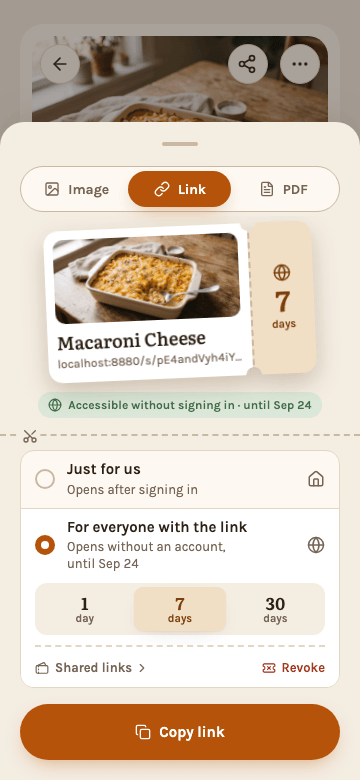 Image
Link
PDF
Macaroni Cheese
localhost:8880/s/pE4andVyh4iY...
7
days
Accessible without signing in · until Sep 24
Just for us
Opens after signing in
For everyone with the link
Opens without an account,
until Sep 24
1
day
7
days
30
days
Shared links
Revoke
Copy link